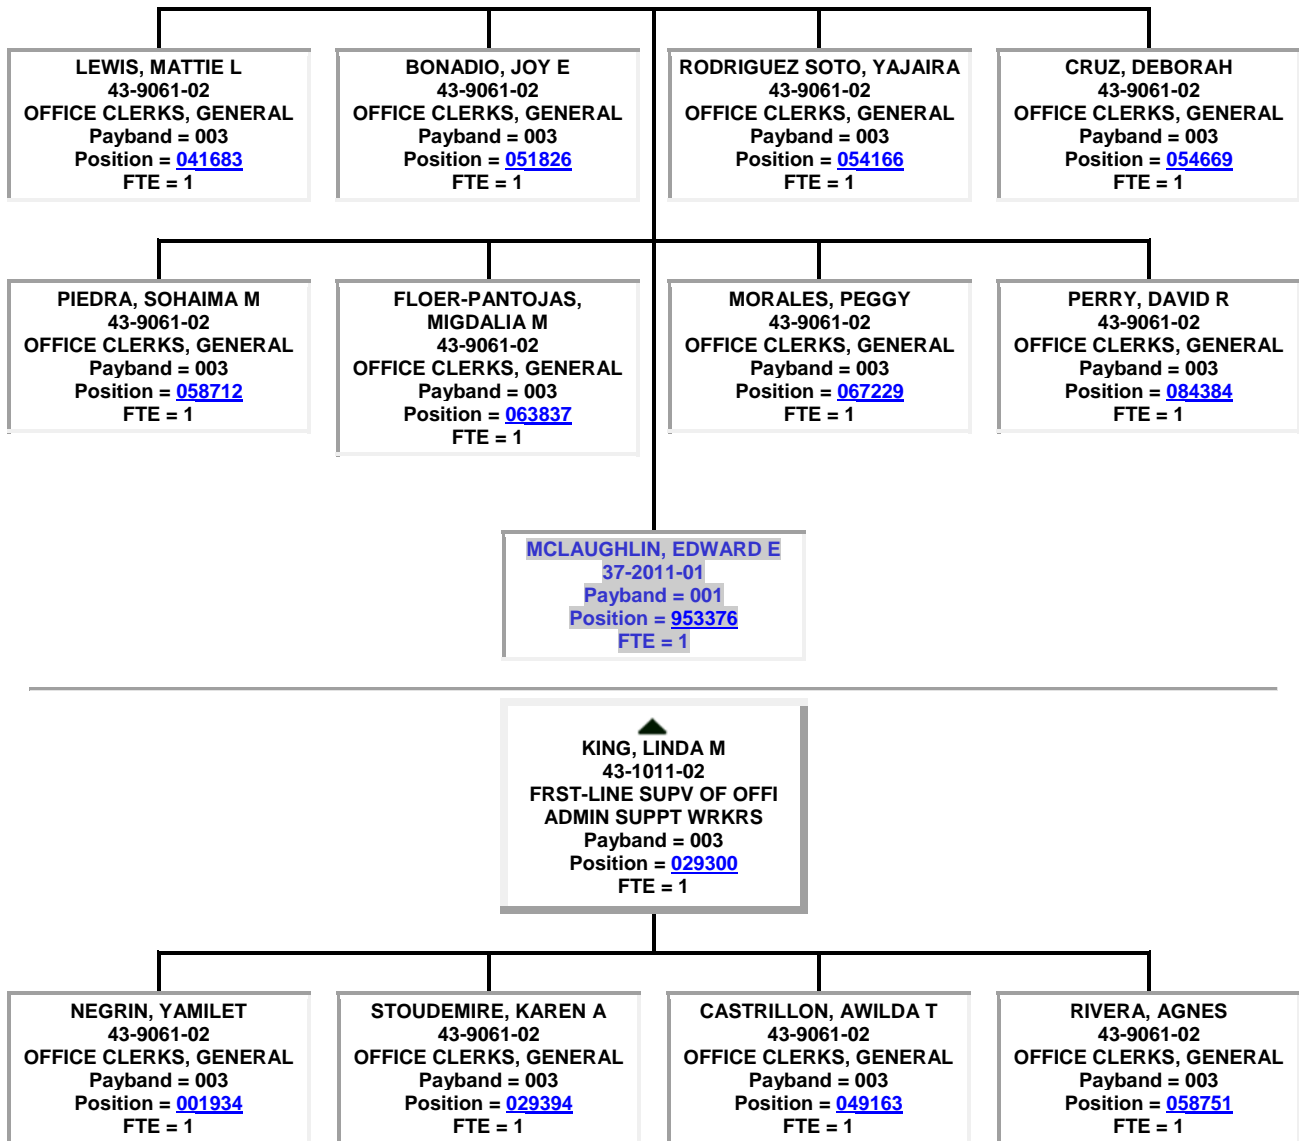 LEWIS, MATTIE L
43-9061-02
OFFICE CLERKS, GENERAL
Payband = 003
Position = 041683
FTE = 1
BONADIO, JOY E
43-9061-02
OFFICE CLERKS, GENERAL
Payband = 003
Position = 051826
FTE = 1
RODRIGUEZ SOTO, YAJAIRA
43-9061-02
OFFICE CLERKS, GENERAL
Payband = 003
Position = 054166
FTE = 1
CRUZ, DEBORAH
43-9061-02
OFFICE CLERKS, GENERAL
Payband = 003
Position = 054669
FTE = 1
PIEDRA, SOHAIMA M
43-9061-02
OFFICE CLERKS, GENERAL
Payband = 003
Position = 058712
FTE = 1
FLOER-PANTOJAS,
MIGDALIA M
43-9061-02
OFFICE CLERKS, GENERAL
Payband = 003
Position = 063837
FTE = 1
MORALES, PEGGY
43-9061-02
OFFICE CLERKS, GENERAL
Payband = 003
Position = 067229
FTE = 1
PERRY, DAVID R
43-9061-02
OFFICE CLERKS, GENERAL
Payband = 003
Position = 084384
FTE = 1
MCLAUGHLIN, EDWARD E
37-2011-01
Payband = 001
Position = 953376
FTE = 1
KING, LINDA M
43-1011-02
FRST-LINE SUPV OF OFFI
ADMIN SUPPT WRKRS
Payband = 003
Position = 029300
FTE = 1
NEGRIN, YAMILET
43-9061-02
OFFICE CLERKS, GENERAL
Payband = 003
Position = 001934
FTE = 1
STOUDEMIRE, KAREN A
43-9061-02
OFFICE CLERKS, GENERAL
Payband = 003
Position = 029394
FTE = 1
CASTRILLON, AWILDA T
43-9061-02
OFFICE CLERKS, GENERAL
Payband = 003
Position = 049163
FTE = 1
RIVERA, AGNES
43-9061-02
OFFICE CLERKS, GENERAL
Payband = 003
Position = 058751
FTE = 1